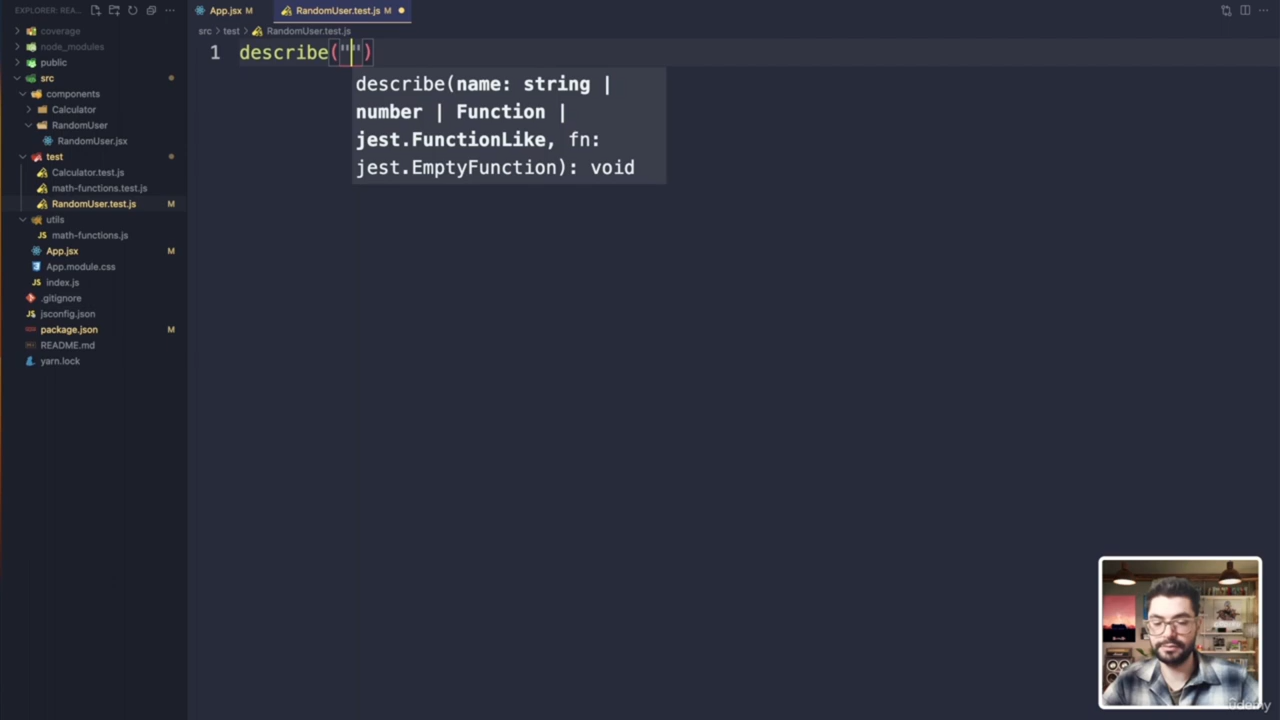 EXPLORER: REA...
coverage
node_modules
public
src
components
Calculator
RandomUser
RandomUser.jsx
test
Calculator.test.js
math-functions.test.js
RandomUser.test.js M
utils
JS math-functions.js
App.jsx M
App.module.css
JS index.js
.gitignore
jsconfig.json
package.json M
README.md
yarn.lock
App.jsx M
RandomUser.test.js M
src > test > RandomUser.test.js
1 describe("")
describe(name: string |
number | Function |
jest.FunctionLike, fn:
jest.EmptyFunction): void
ûdemy